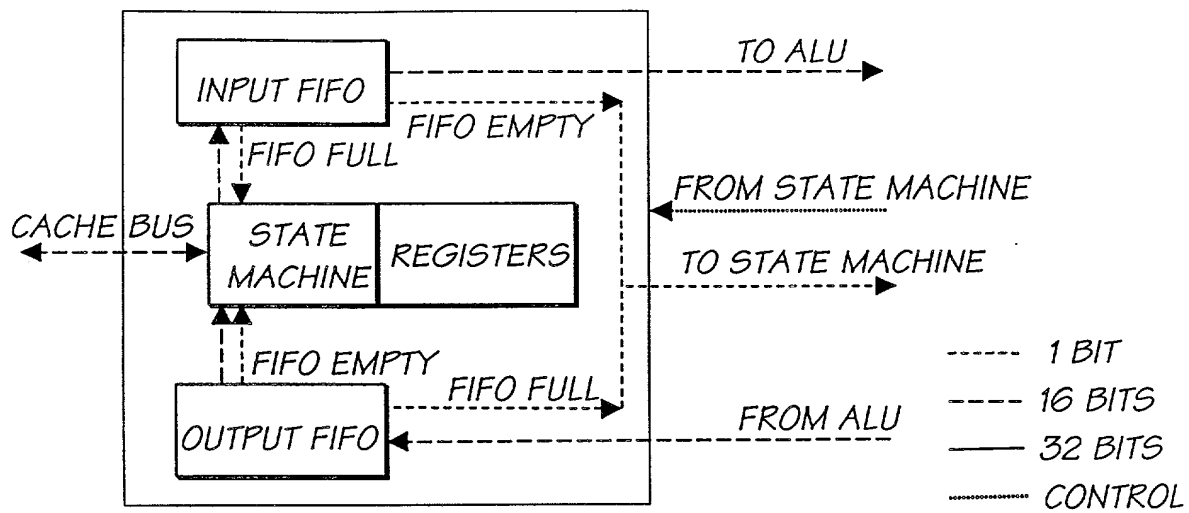 TO ALU
INPUT FIFO
FIFO EMPTY
FIFO FULL
FROM STATE MACHINE
CACHE BUS
STATE
MACHINE
REGISTERS
TO STATE MACHINE
1 BIT
FIFO EMPTY
FIFO FULL
16 BITS
FROM ALU
OUTPUT FIFO
32 BITS
CONTROL